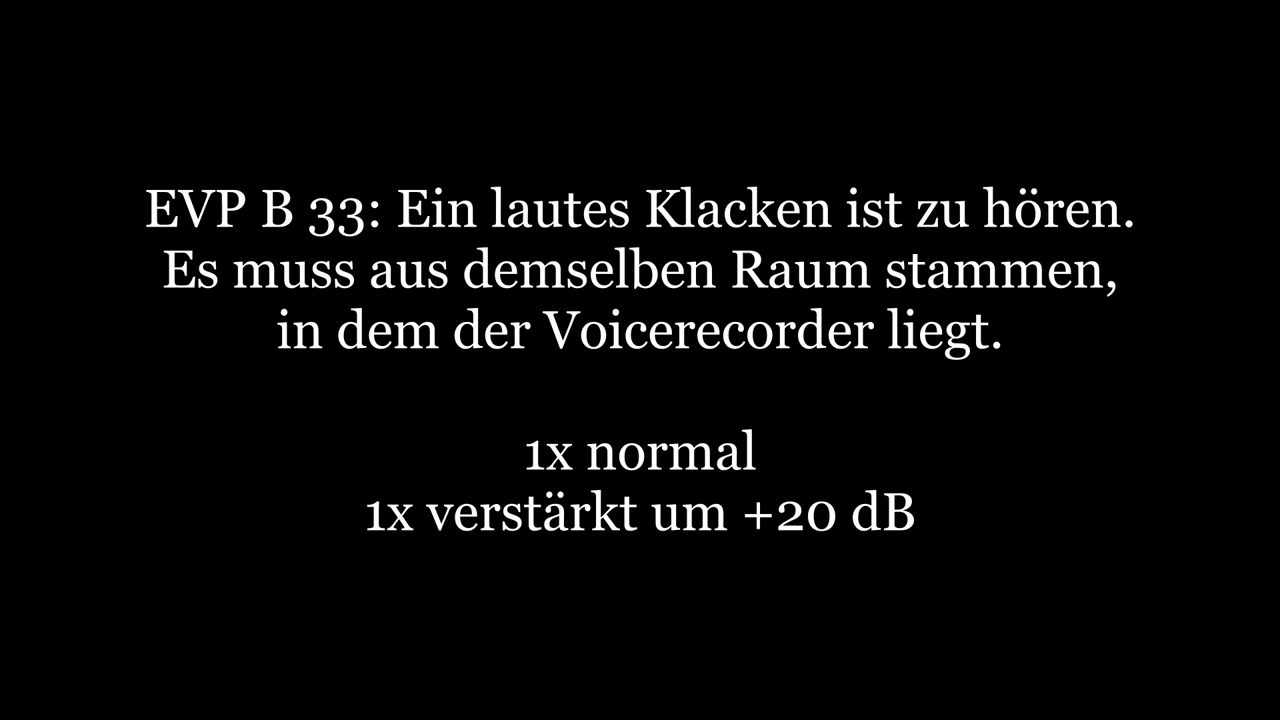 EVP B 33: Ein lautes Klacken ist zu hören.
Es muss aus demselben Raum stammen,
in dem der Voicerecorder liegt.
1x normal
1x verstärkt um +20 dB